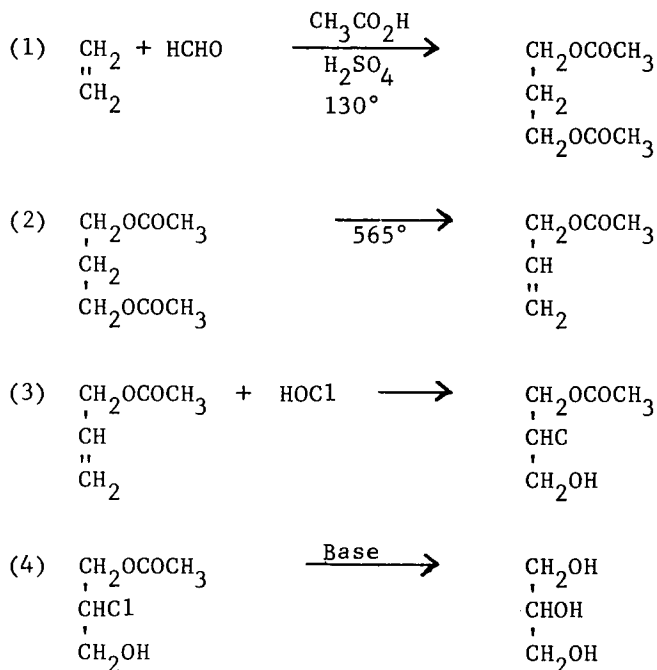 CH3CO2H
(1) CH2 + HCHO → CH2OCOCH3
" H2SO4 '
CH2 130° CH2
'
CH2OCOCH3
(2) CH2OCOCH3 → CH2OCOCH3
' 565° '
CH2 CH
' "
CH2OCOCH3 CH2
(3) CH2OCOCH3 + HOCl → CH2OCOCH3
' '
CH CHC
" '
CH2 CH2OH
(4) CH2OCOCH3 Base → CH2OH
' '
CHCl CHOH
' '
CH2OH CH2OH